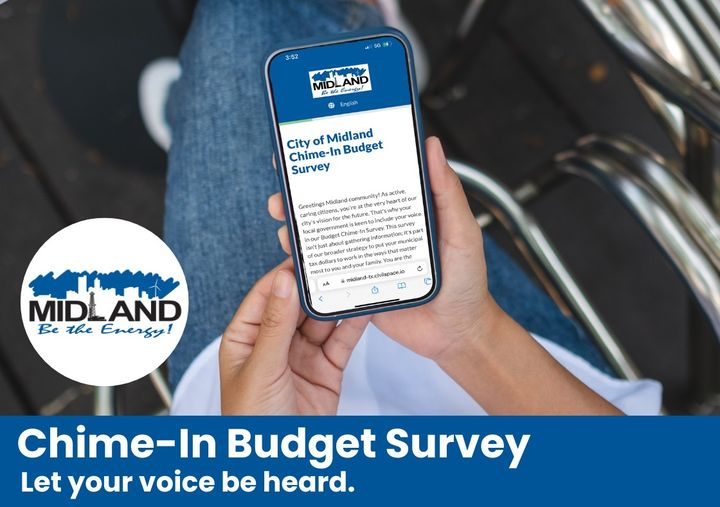 3:52
5G
MIDLAND
Be the Energy!
English
City of Midland
Chime-In Budget
Survey
Greetings Midland community! As active,
caring citizens, you're at the very heart of our
city's vision for the future. That's why your
local government is keen to include your voice
in our Budget Chime-In Survey. This survey
isn't just about gathering information; it's part
of our broader strategy to put your municipal
tax dollars to work in the ways that matter
most to you and your family. You are the
AA
midland-tx.civilspace.io
MIDLAND
Be the Energy!
Chime-In Budget Survey
Let your voice be heard.